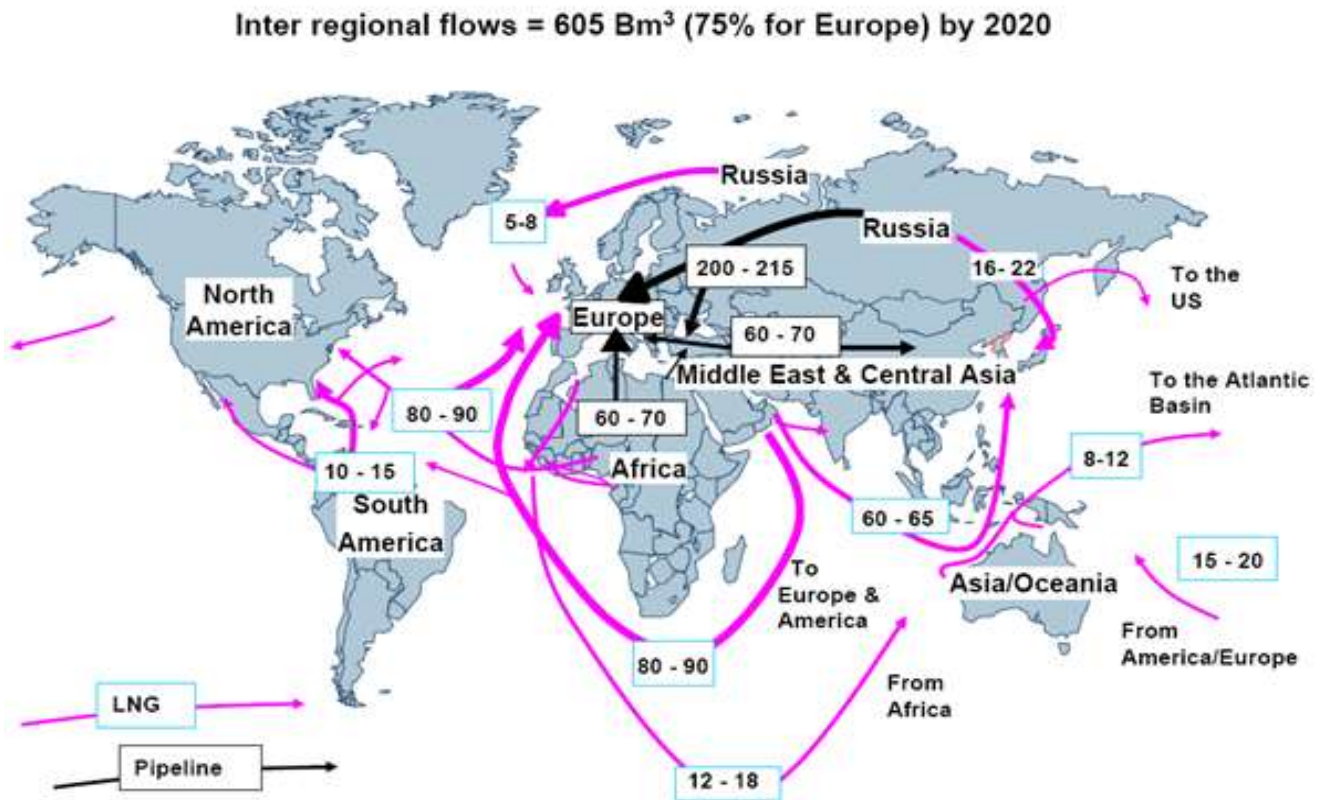 Inter regional flows = 605 Bm³ (75% for Europe) by 2020
Russia
5-8
Russia
200 - 215
16- 22
To the
US
North
America
Europe
60 - 70
Middle East & Central Asia
To the Atlantic
Basin
80 - 90
60 - 70
8-12
10 - 15
Africa
South
America
60 - 65
15 - 20
To
Europe &
America
Asia/Oceania
From
America/Europe
80 - 90
From
Africa
LNG
Pipeline
12 - 18